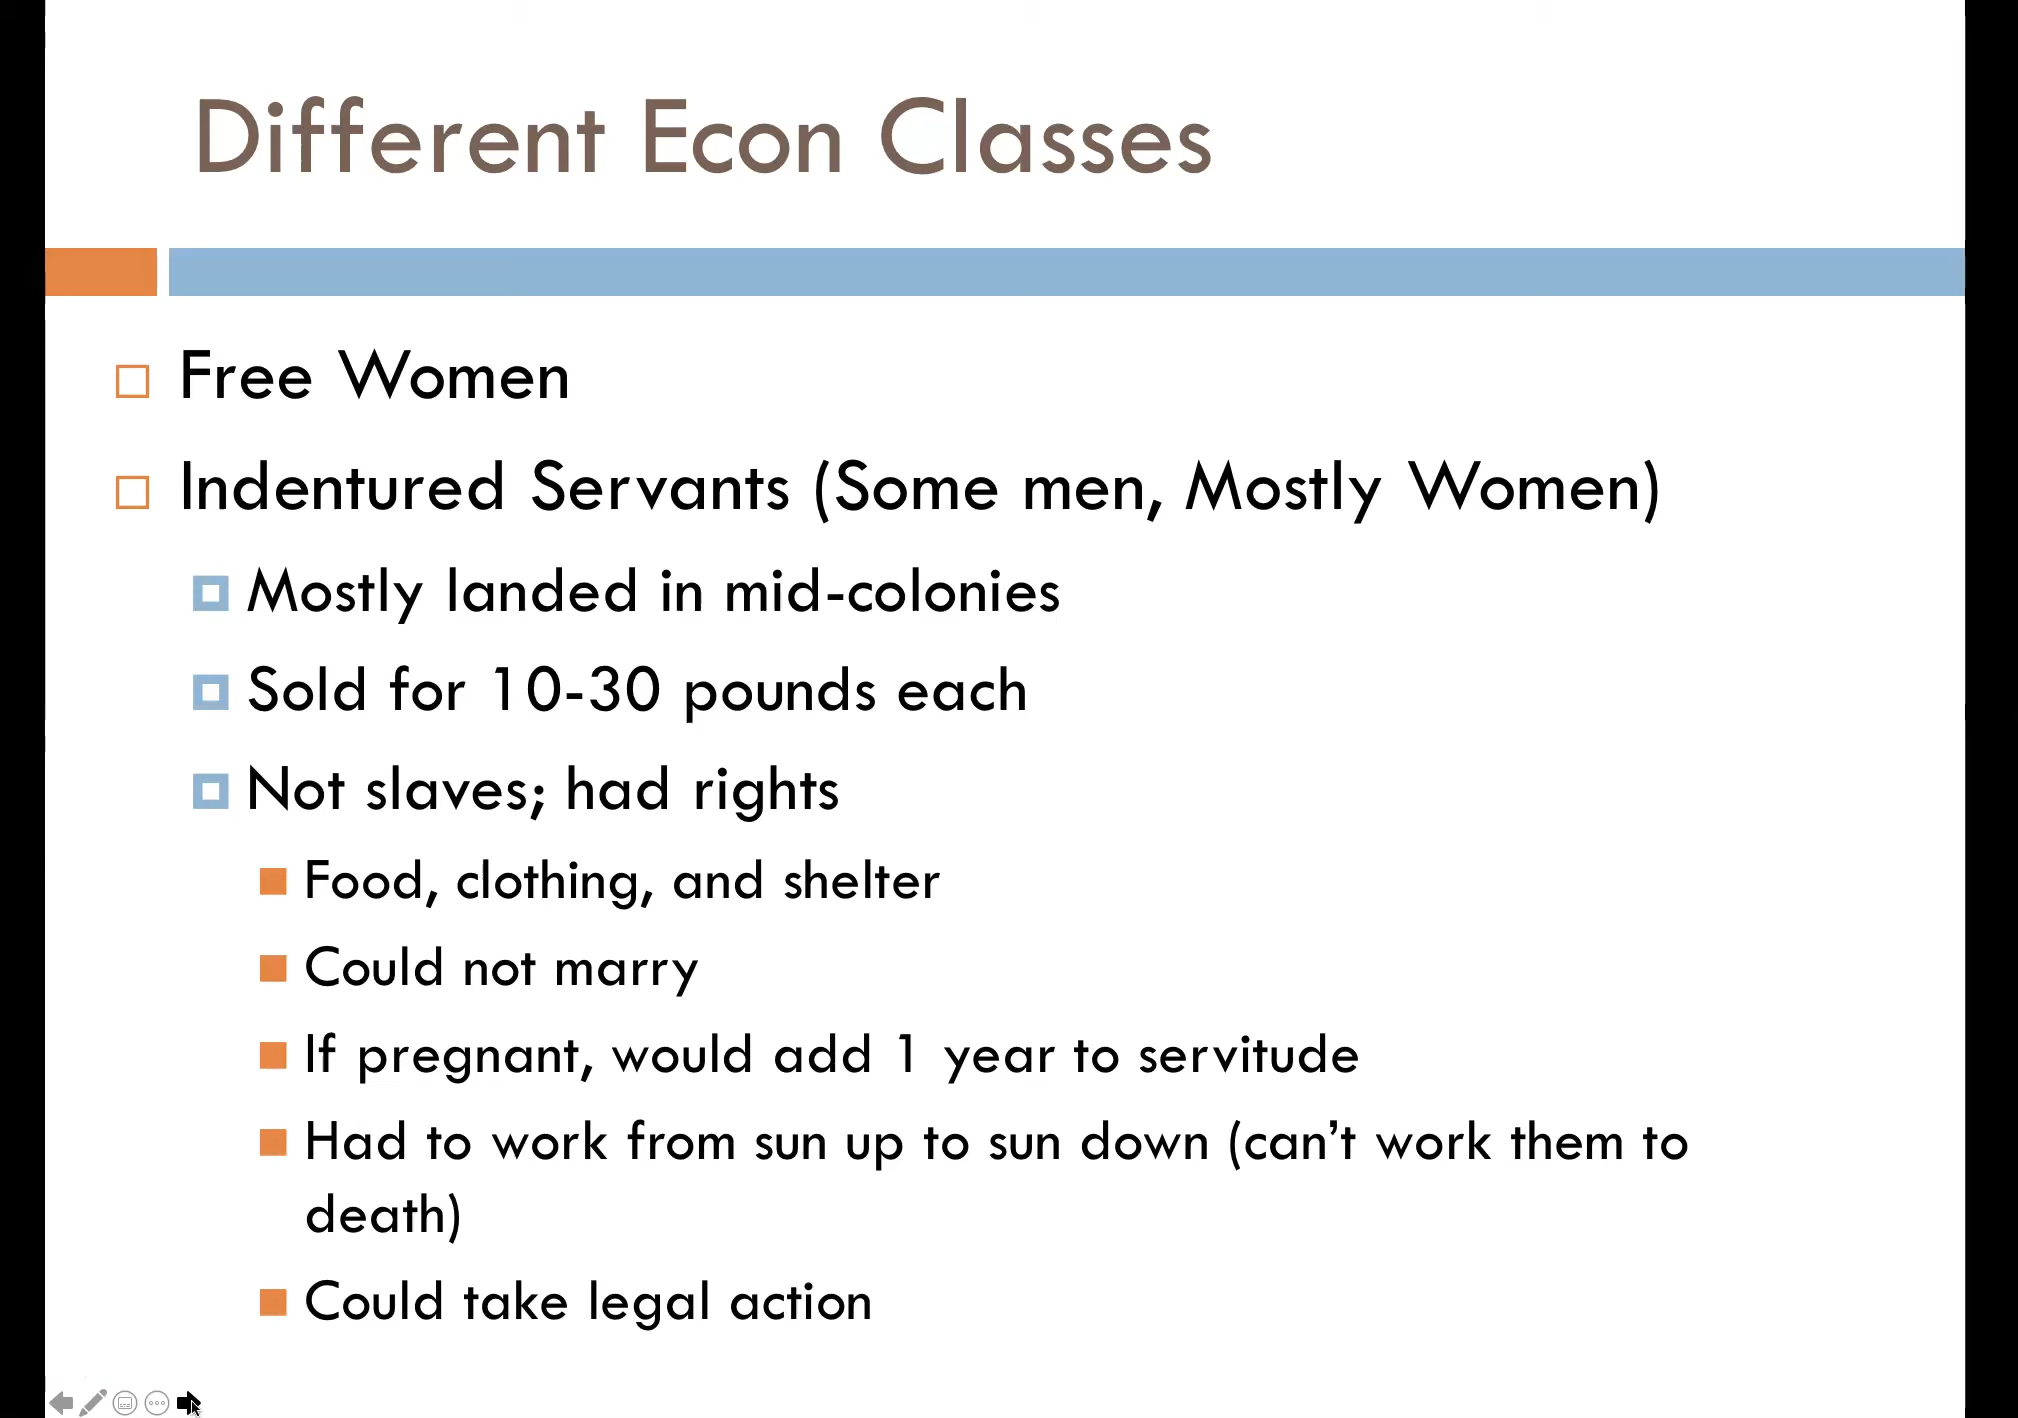 Different Econ Classes
Free Women
Indentured Servants (Some men, Mostly Women)
Mostly landed in mid-colonies
Sold for 10-30 pounds each
Not slaves; had rights
Food, clothing, and shelter
Could not marry
If pregnant, would add 1 year to servitude
Had to work from sun up to sun down (can’t work them to
death)
Could take legal action